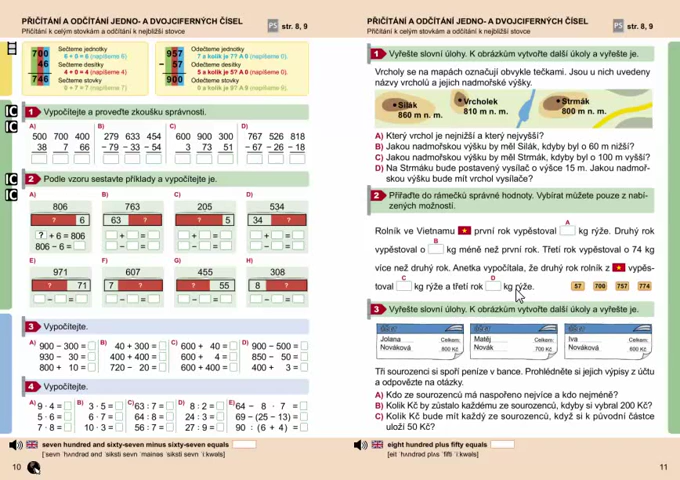 PŘIČÍTÁNÍ A ODČÍTÁNÍ JEDNO- A DVOJCIFERNÝCH ČÍSEL
Přičítání k celým stovkám a odčítání k nejbližší stovce
PS str. 8, 9
700
46
746
Sečteme jednotky
6 + 0 = 6 (napíšeme 6)
Sečteme desítky
4 + 0 = 4 (napíšeme 4)
Sečteme stovky
0 + 7 = 7 (napíšeme 7)
957
– 57
900
Odečteme jednotky
7 a kolik je 7? A 0 (napíšeme 0).
Odečteme desítky
5 a kolik je 5? A 0 (napíšeme 0).
Odečteme stovky
1 Vypočítejte a proveďte zkoušku správnosti.
A) B) C) D)
500 700 400 279 633 454 600 900 300 767 526 818
38 7 66 – 79 – 33 – 54 3 73 51 – 67 – 26 – 18
2 Podle vzoru sestavte příklady a vypočítejte je.
A) B) C) D)
806 763 205 534
? 6 63 ? ? 5 34 ?
? + 6 = 806 + = + = + =
806 – 6 = – = – = – =
E) F) G) H)
971 607 455 308
? 71 7 ? ? 55 8 ?
– = – = – = – =
3 Vypočítejte.
A) 900 – 300 = B) 40 + 300 = C) 600 + 40 = D) 900 – 500 =
930 – 30 = 400 + 400 = 600 + 4 = 850 – 50 =
800 + 10 = 720 – 20 = 600 + 400 = 400 + 3 =
4 Vypočítejte.
A) 9 · 4 = B) 3 · 5 = C) 63 : 7 = D) 8 : 2 = E) 64 – 8 · 7 =
5 · 6 = 6 · 7 = 64 : 8 = 24 : 3 = 69 – (25 – 13) =
7 · 8 = 10 · 3 = 56 : 7 = 27 : 9 = 90 : (6 + 4) =
seven hundred and sixty-seven minus sixty-seven equals
10
PŘIČÍTÁNÍ A ODČÍTÁNÍ JEDNO- A DVOJCIFERNÝCH ČÍSEL
Přičítání k celým stovkám a odčítání k nejbližší stovce
PS str. 8, 9
1 Vyřešte slovní úlohy. K obrázkům vytvořte další úkoly a vyřešte je.
Vrcholy se na mapách označují obvykle tečkami. Jsou u nich uvedeny
názvy vrcholů a jejich nadmořské výšky.
Silák
860 m n. m.
Vrcholek
810 m n. m.
Strmák
800 m n. m.
A) Který vrchol je nejnižší a který nejvyšší?
B) Jakou nadmořskou výšku by měl Silák, kdyby byl o 60 m nižší?
C) Jakou nadmořskou výšku by měl Strmák, kdyby byl o 100 m vyšší?
D) Na Strmáku bude postavený vysílač o výšce 15 m. Jakou nadmoř-
skou výšku bude mít vrchol vysílače?
2 Přiřaďte do rámečků správné hodnoty. Vybírat můžete pouze z nabí-
zených možností.
A
Rolník ve Vietnamu první rok vypěstoval kg rýže. Druhý rok
B
vypěstoval o kg méně než první rok. Třetí rok vypěstoval o 74 kg
více než druhý rok. Anetka vypočítala, že druhý rok rolník z vypěs-
C D
toval kg rýže a třetí rok kg rýže. 57 700 757 774
3 Vyřešte slovní úlohy. K obrázkům vytvořte další úkoly a vyřešte je.
Jolana
Nováková
Celkem:
800 Kč
Matěj
Novák
Celkem:
700 Kč
Iva
Nováková
Celkem:
900 Kč
Tři sourozenci si spoří peníze v bance. Prohlédněte si jejich výpisy z účtu
a odpovězte na otázky.
A) Kdo ze sourozenců má naspořeno nejvíce a kdo nejméně?
B) Kolik Kč by zůstalo každému ze sourozenců, kdyby si vybral 200 Kč?
C) Kolik Kč bude mít každý ze sourozenců, když si k původní částce
uloží 50 Kč?
eight hundred plus fifty equals
11